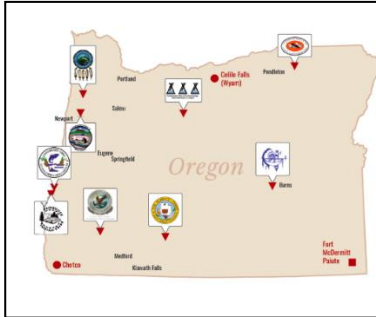 Portland
Celilo Falls
(Wyam)
Pendleton
Salem
Newport
Eugene
Springfield
Oregon
Burns
Medford
Klamath Falls
Chetco
Fort
McDermitt
Paiute